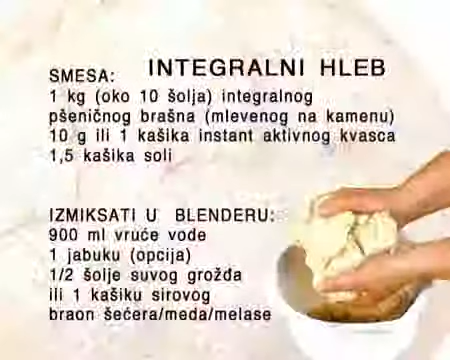 INTEGRALNI HLEB
SMESA:
1 kg (oko 10 šolja) integralnog
pšeničnog brašna (mlevenog na kamenu)
10 g ili 1 kašika instant aktivnog kvasca
1,5 kašika soli
IZMIKSATI U BLENDERU:
900 ml vruće vode
1 jabuku (opcija)
1/2 šolje suvog grožđa
ili 1 kašiku sirovog
braon šećera/meda/melase